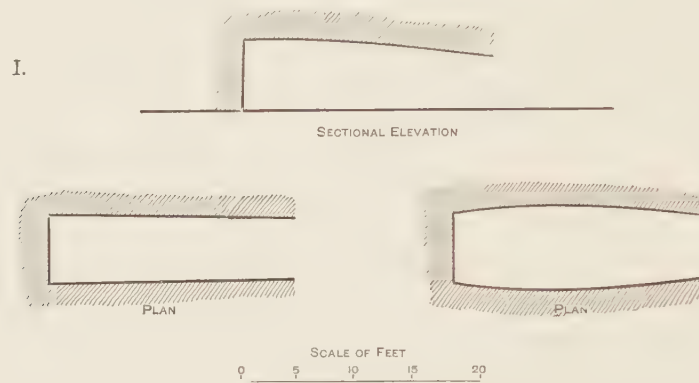 I.
SECTIONAL ELEVATION
PLAN
PLAN
SCALE OF FEET
0 5 10 15 20